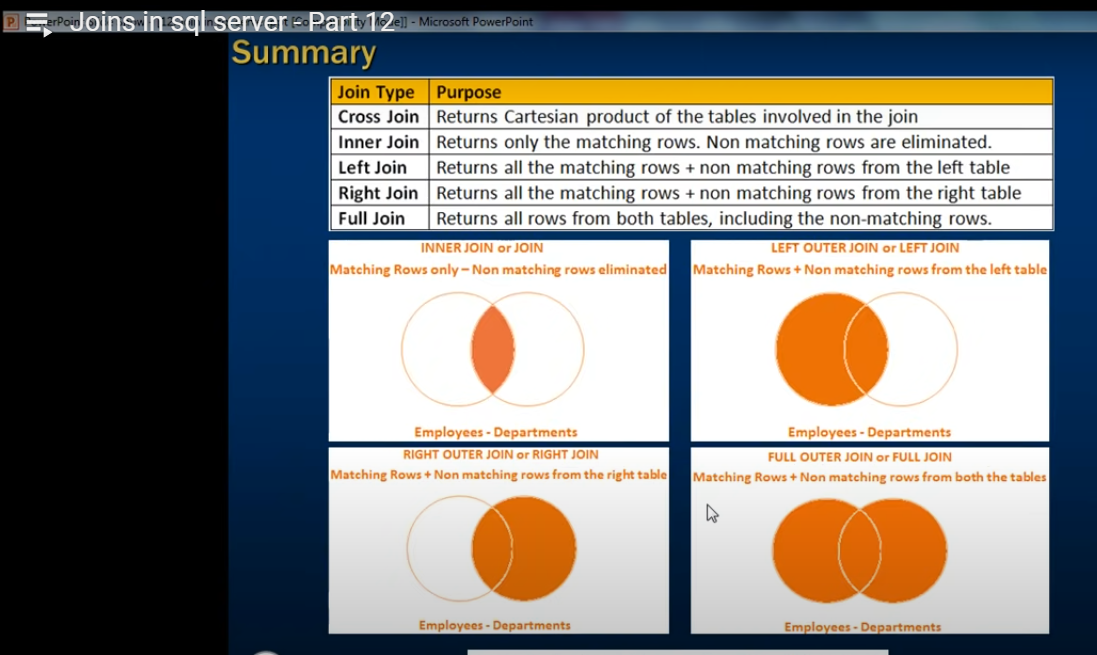 Joins in sql server - Part 12
Microsoft PowerPoint
Summary
Join Type Purpose
Cross Join Returns Cartesian product of the tables involved in the join
Inner Join Returns only the matching rows. Non matching rows are eliminated.
Left Join Returns all the matching rows + non matching rows from the left table
Right Join Returns all the matching rows + non matching rows from the right table
Full Join Returns all rows from both tables, including the non-matching rows.
INNER JOIN or JOIN
Matching Rows only – Non matching rows eliminated
Employees - Departments
LEFT OUTER JOIN or LEFT JOIN
Matching Rows + Non matching rows from the left table
Employees - Departments
RIGHT OUTER JOIN or RIGHT JOIN
Matching Rows + Non matching rows from the right table
Employees - Departments
FULL OUTER JOIN or FULL JOIN
Matching Rows + Non matching rows from both the tables
Employees - Departments